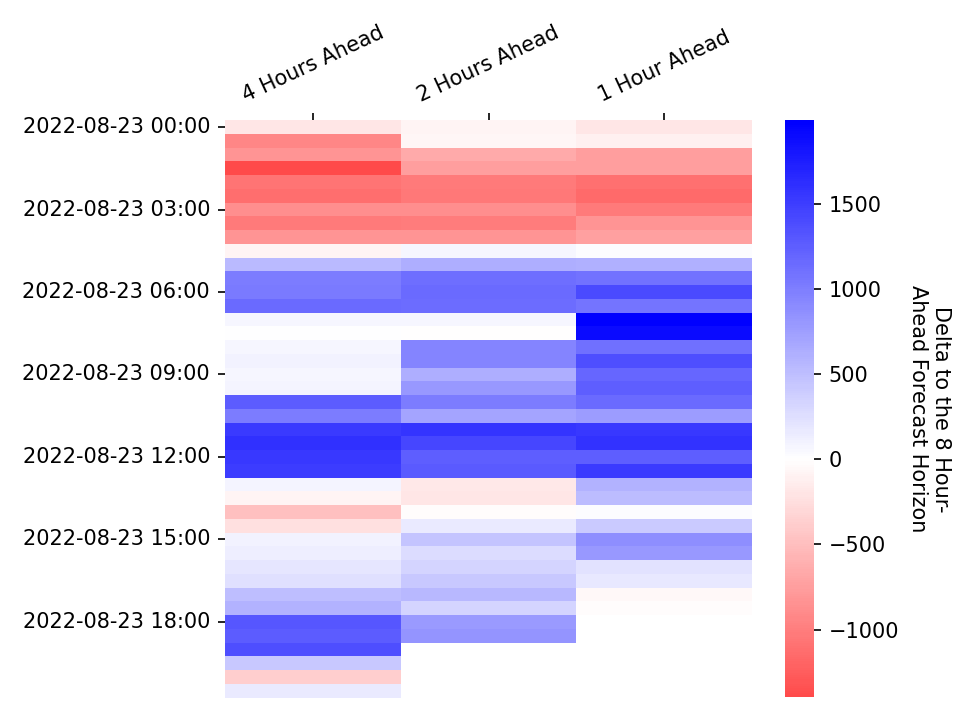 4 Hours Ahead
2 Hours Ahead
1 Hour Ahead
2022-08-23 00:00
2022-08-23 03:00
2022-08-23 06:00
2022-08-23 09:00
2022-08-23 12:00
2022-08-23 15:00
2022-08-23 18:00
1500
1000
500
0
−500
−1000
Delta to the 8 Hour-
Ahead Forecast Horizon